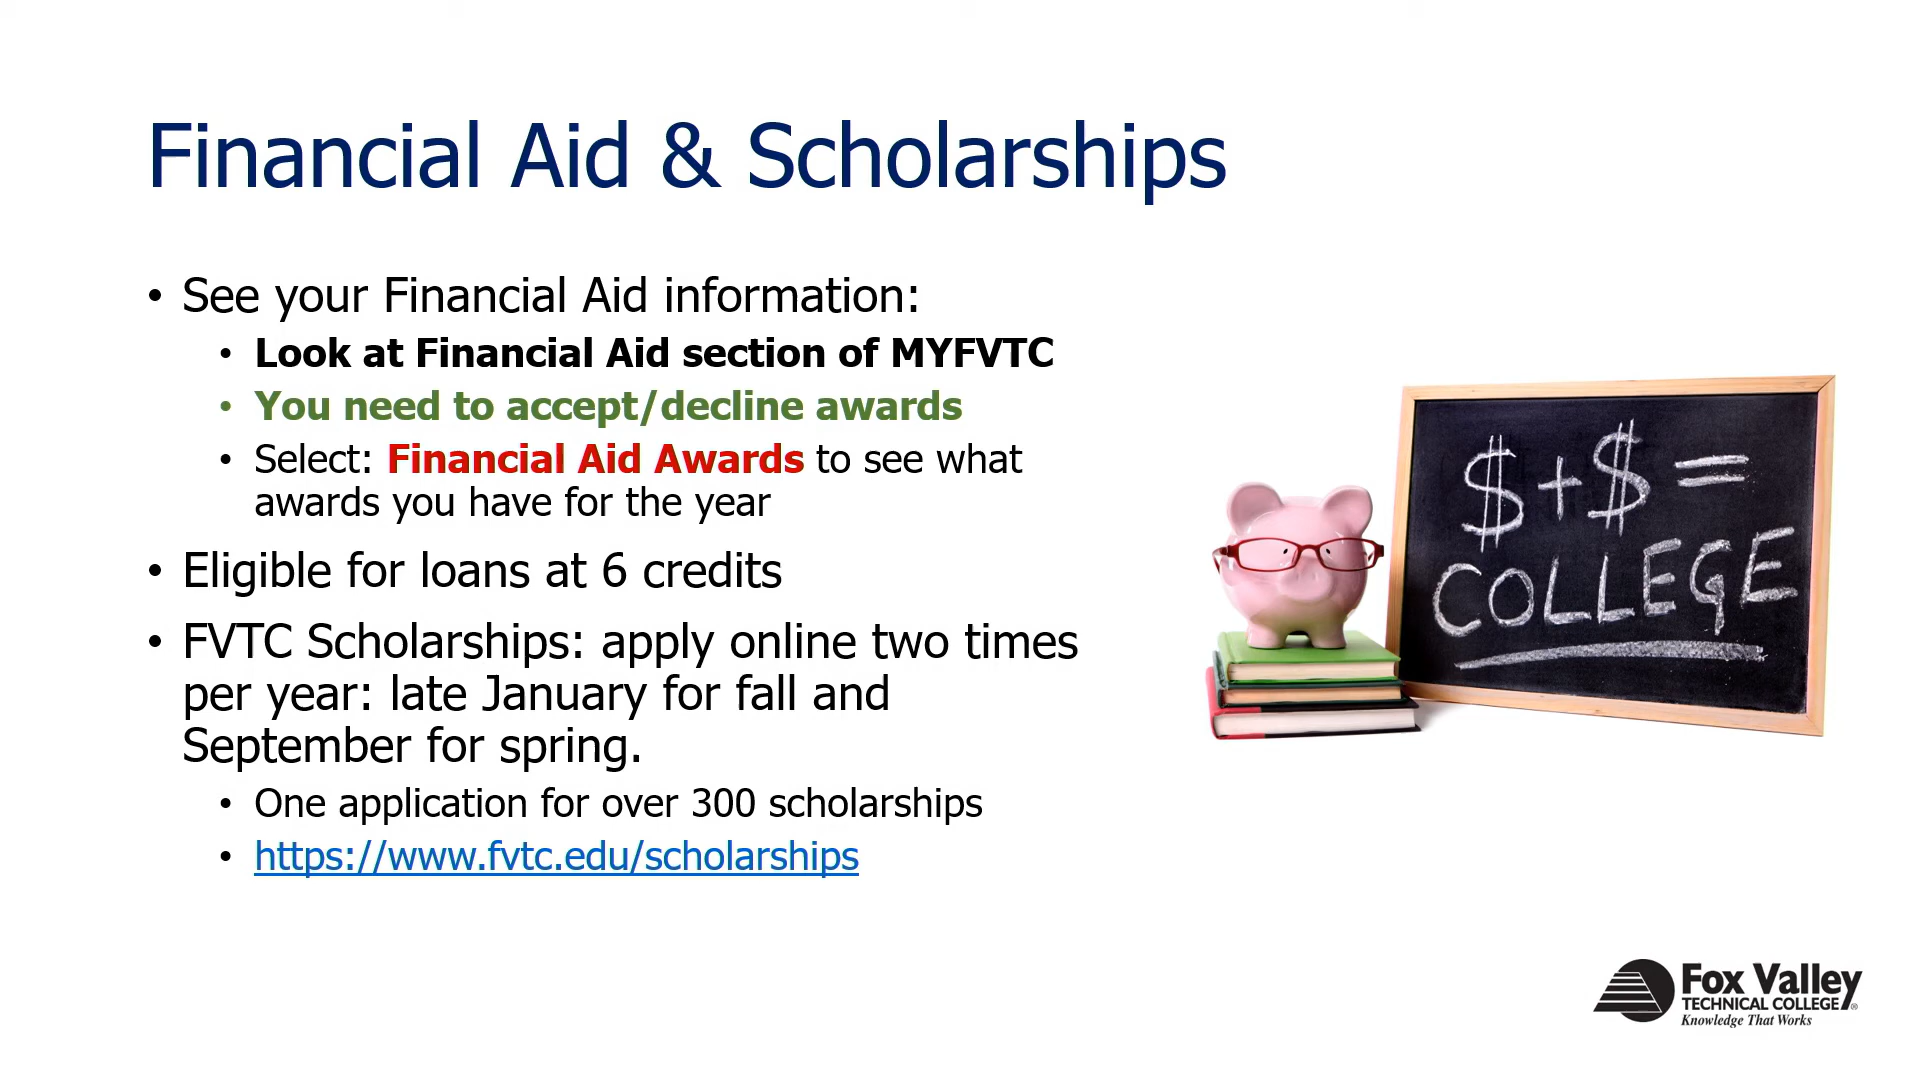 Financial Aid & Scholarships
• See your Financial Aid information:
• Look at Financial Aid section of MYFVTC
• You need to accept/decline awards
• Select: Financial Aid Awards to see what
awards you have for the year
• Eligible for loans at 6 credits
• FVTC Scholarships: apply online two times
per year: late January for fall and
September for spring.
• One application for over 300 scholarships
• https://www.fvtc.edu/scholarships
$+$=
COLLEGE
Fox Valley
TECHNICAL COLLEGE®
Knowledge That Works